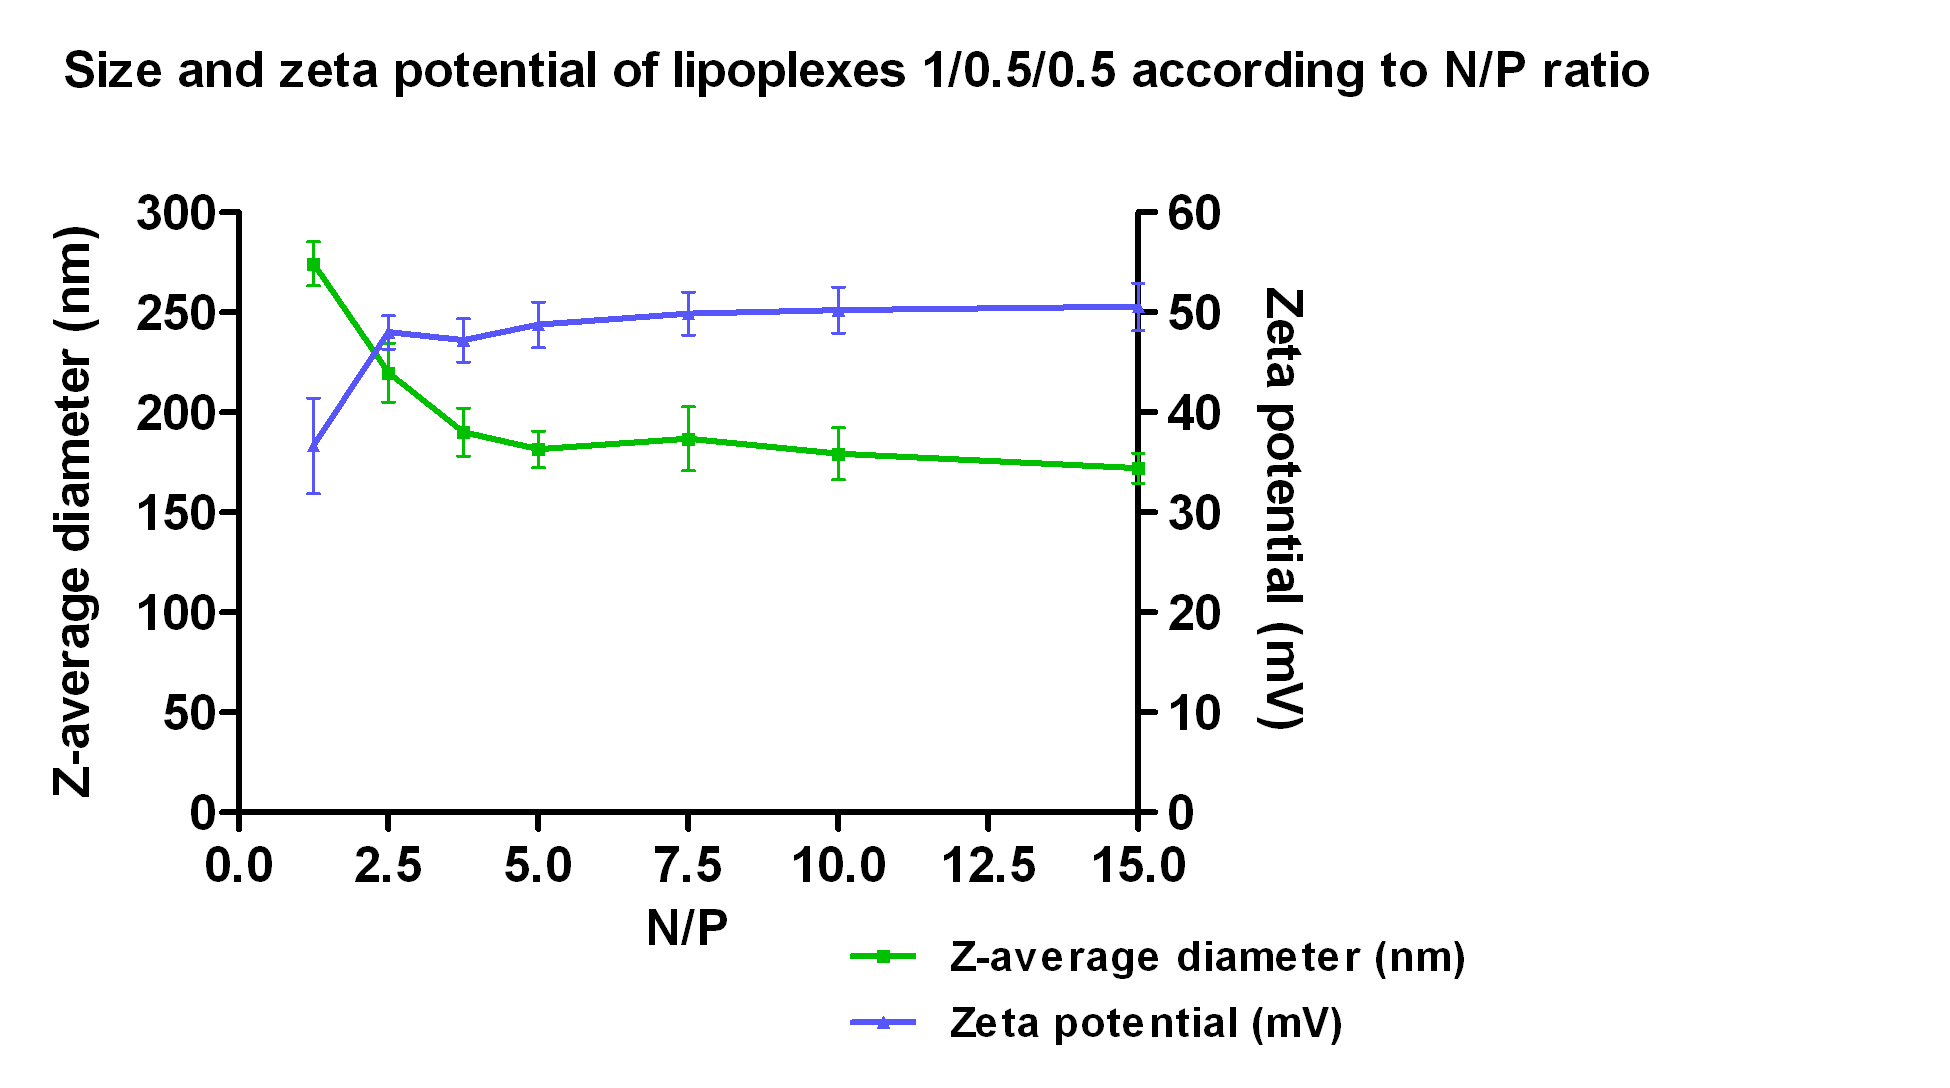 Size and zeta potential of lipoplexes 1/0.5/0.5 according to N/P ratio
Z-average diameter (nm)
300
250
200
150
100
50
0
60
50
40
30
20
10
0
Zeta potential (mV)
0.0 2.5 5.0 7.5 10.0 12.5 15.0
N/P
Z-average diameter (nm)
Zeta potential (mV)